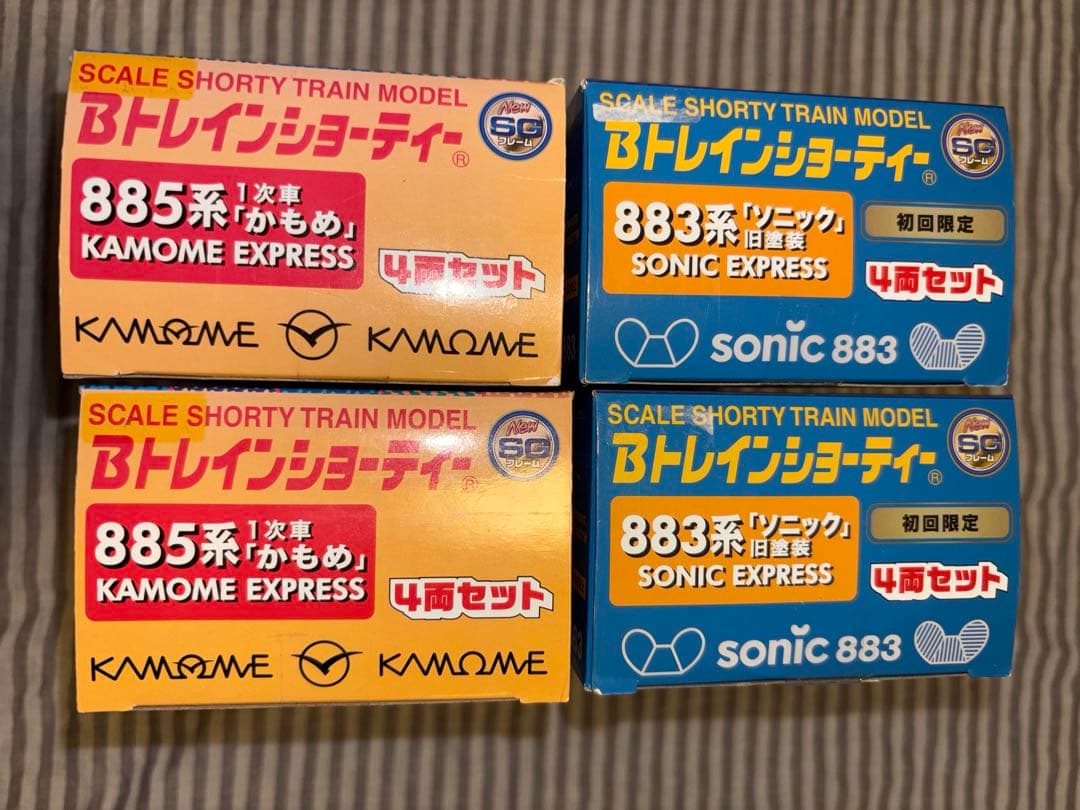 SCALE SHORTY TRAIN MODEL
Bトレインショーティー®
New SG フレーム
885系 1次車「かもめ」
KAMOME EXPRESS
4両セット
KAMOME KAMOME
SCALE SHORTY TRAIN MODEL
Bトレインショーティー®
New SG フレーム
883系「ソニック」旧塗装
SONIC EXPRESS
初回限定
4両セット
sonic 883
SCALE SHORTY TRAIN MODEL
Bトレインショーティー®
New SG フレーム
885系 1次車「かもめ」
KAMOME EXPRESS
4両セット
KAMOME KAMOME
SCALE SHORTY TRAIN MODEL
Bトレインショーティー®
New SG フレーム
883系「ソニック」旧塗装
SONIC EXPRESS
初回限定
4両セット
sonic 883